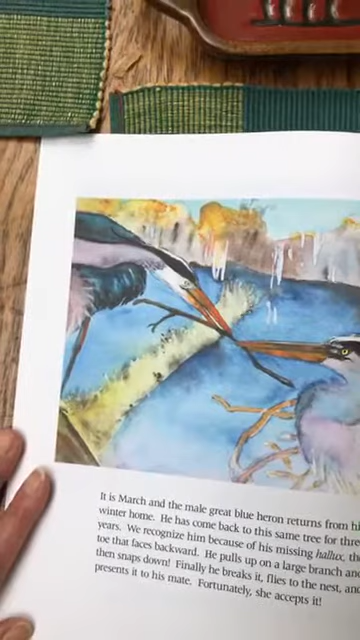 It is March and the male great blue heron returns from hi
winter home. He has come back to this same tree for thre
years. We recognize him because of his missing hallux, the
toe that faces backward. He pulls up on a large branch and
then snaps down! Finally he breaks it, flies to the nest, and
presents it to his mate. Fortunately, she accepts it!